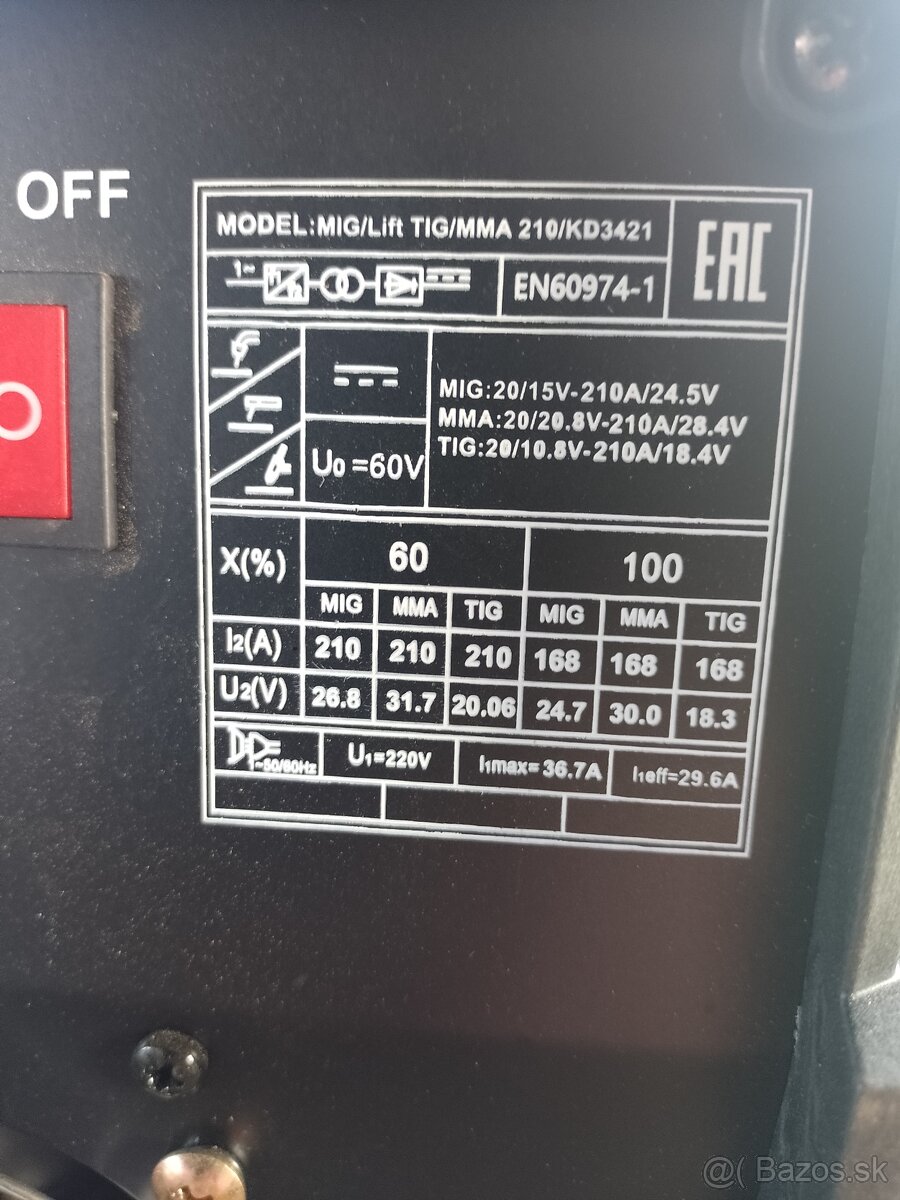 OFF
MODEL:MIG/Lift TIG/MMA 210/KD3421
EAC
1~
EN60974-1
MIG:20/15V-210A/24.5V
MMA:20/20.8V-210A/28.4V
TIG:20/10.8V-210A/18.4V
U0 =60V
X(%) 60 100
MIG MMA TIG MIG MMA TIG
I2(A) 210 210 210 168 168 168
U2(V) 26.8 31.7 20.06 24.7 30.0 18.3
~50/60Hz U1=220V I1max= 36.7A I1eff=29.6A
@( Bazos.sk